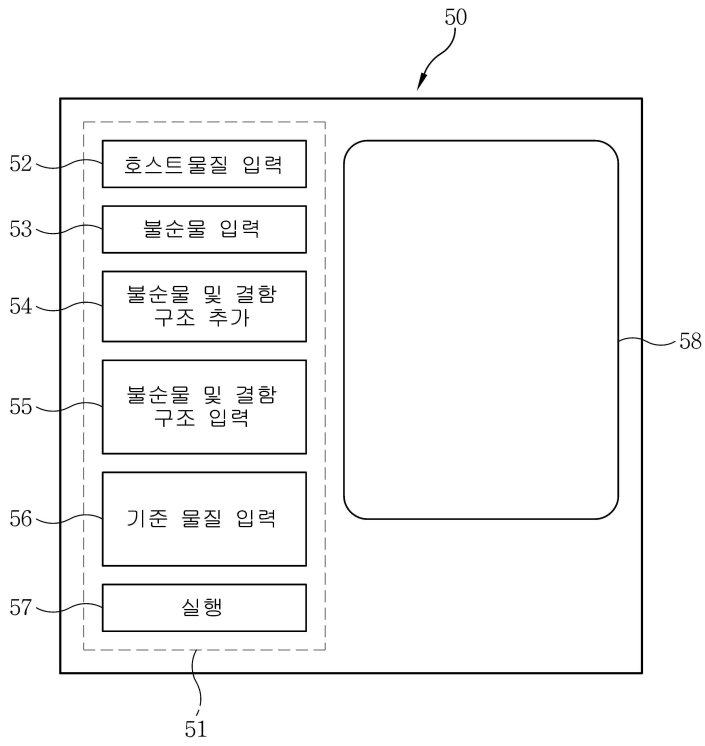 50
52
호스트물질 입력
53
불순물 입력
54
불순물 및 결함
구조 추가
58
55
불순물 및 결함
구조 입력
56
기준 물질 입력
57
실행
51